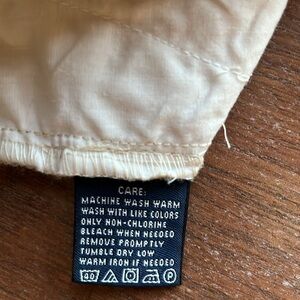 CARE:
MACHINE WASH WARM
WASH WITH LIKE COLORS
ONLY NON-CHLORINE
BLEACH WHEN NEEDED
REMOVE PROMPTLY
TUMBLE DRY LOW
WARM IRON IF NEEDED
40 P